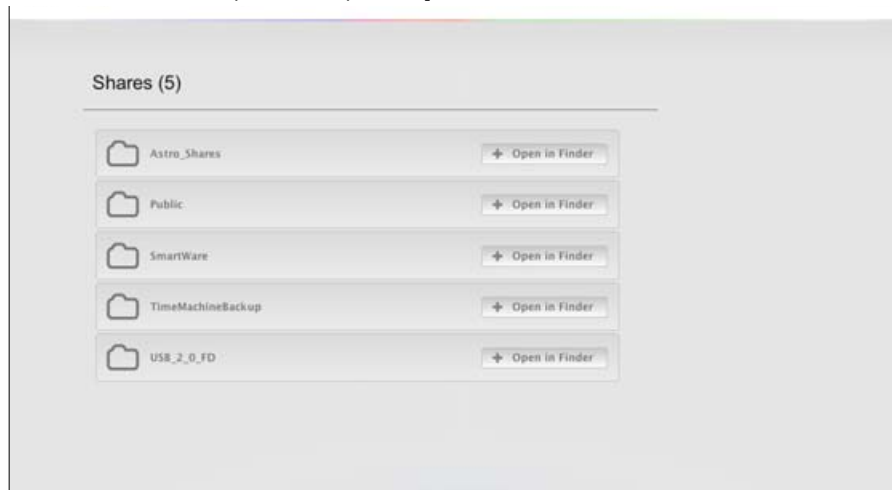 Shares (5)
Astro_Shares
+ Open in Finder
Public
+ Open in Finder
SmartWare
+ Open in Finder
TimeMachineBackup
+ Open in Finder
USB_2_0_FD
+ Open in Finder